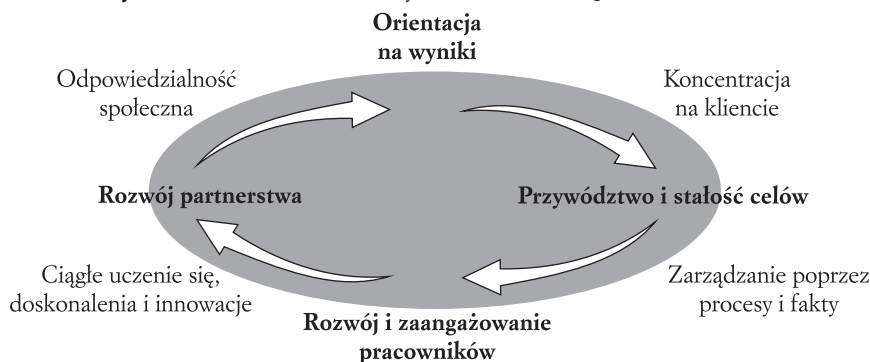 Orientacja
na wyniki
Odpowiedzialność
społeczna
Koncentracja
na kliencie
Rozwój partnerstwa
Przywództwo i stałość celów
Ciągłe uczenie się,
doskonalenia i innowacje
Zarządzanie poprzez
procesy i fakty
Rozwój i zaangażowanie
pracowników